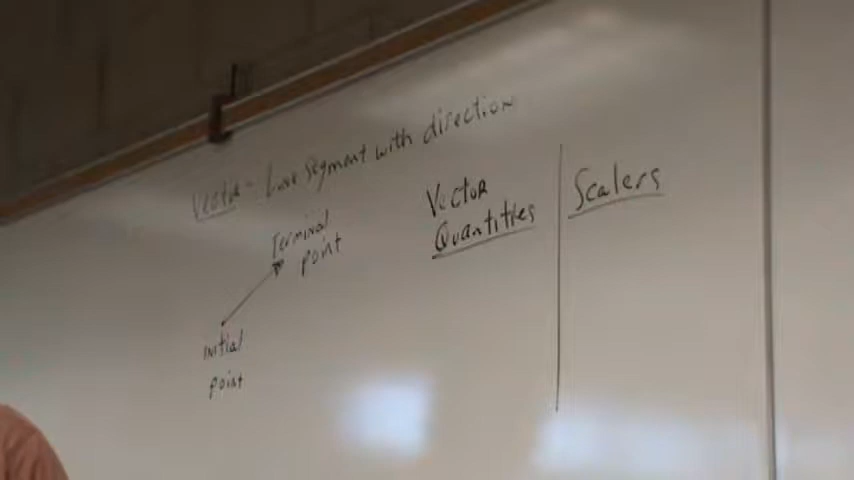 Vector - Line segment with direction
Terminal
point
Initial
point
Vector
Quantities
Scalers